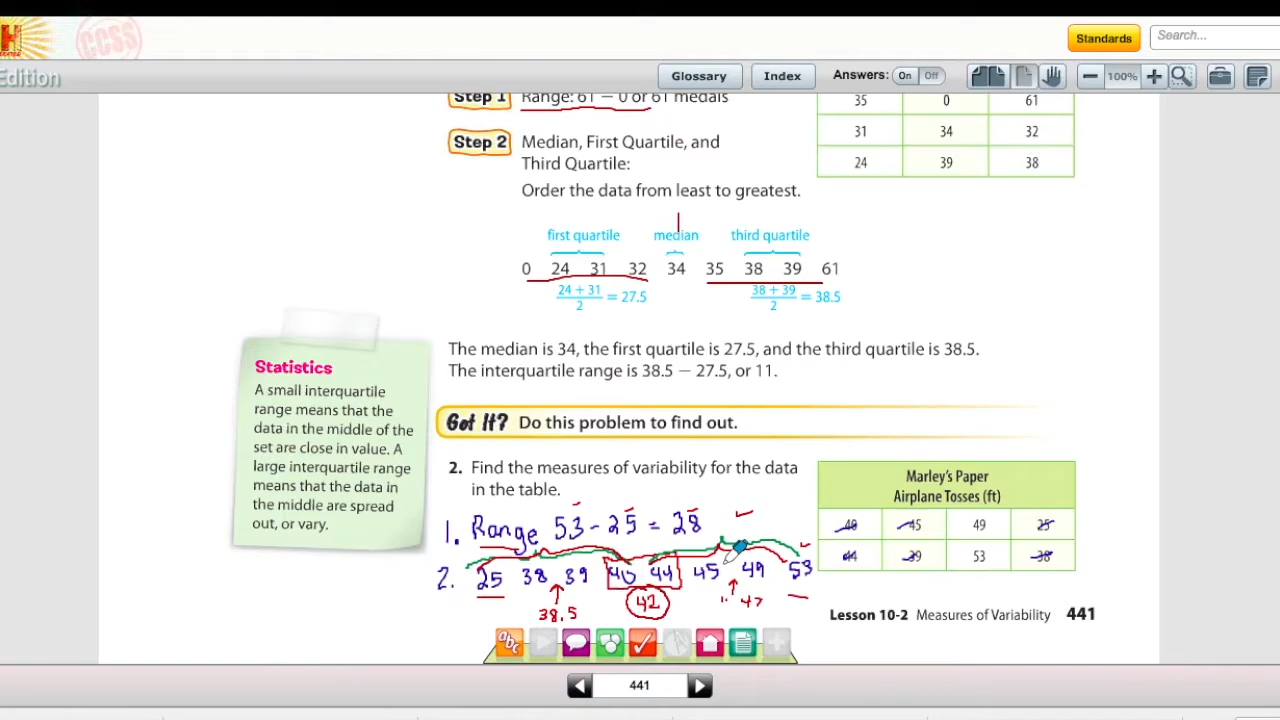 H
CCSS
Standards
Search...
Edition
Glossary
Index
Answers: On Off
100%
Step 1 Range: 61 − 0 or 61 medals
35 0 61
31 34 32
24 39 38
Step 2 Median, First Quartile, and
Third Quartile:
Order the data from least to greatest.
first quartile median third quartile
0 24 31 32 34 35 38 39 61
24 + 31 / 2 = 27.5
38 + 39 / 2 = 38.5
The median is 34, the first quartile is 27.5, and the third quartile is 38.5.
The interquartile range is 38.5 − 27.5, or 11.
Statistics
A small interquartile
range means that the
data in the middle of the
set are close in value. A
large interquartile range
means that the data in
the middle are spread
out, or vary.
Got It? Do this problem to find out.
2. Find the measures of variability for the data
in the table.
Marley's Paper
Airplane Tosses (ft)
40 45 49 25
44 39 53 38
1. Range 53 - 25 = 28
2. 25 38 39 40 44 45 49 53
38.5 42 47
Lesson 10-2 Measures of Variability 441
abc
441